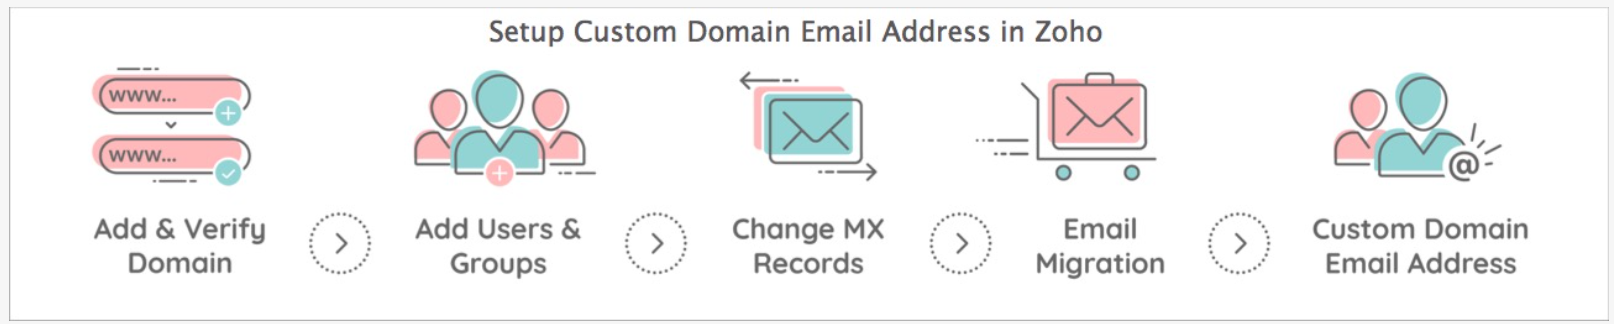 Setup Custom Domain Email Address in Zoho
www...
www...
@
Add & Verify
Domain
Add Users &
Groups
Change MX
Records
Email
Migration
Custom Domain
Email Address